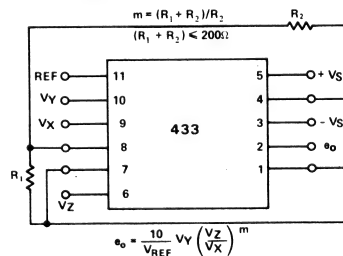 m = (R₁ + R₂)/R₂
(R₁ + R₂) ⩽ 200Ω
R₂
REF 11 5 + VS
VY 10 4
VX 9 433 3 − VS
8 2 eo
R₁ 7 1
VZ 6
eo = 10/VREF VY (VZ/VX)^m